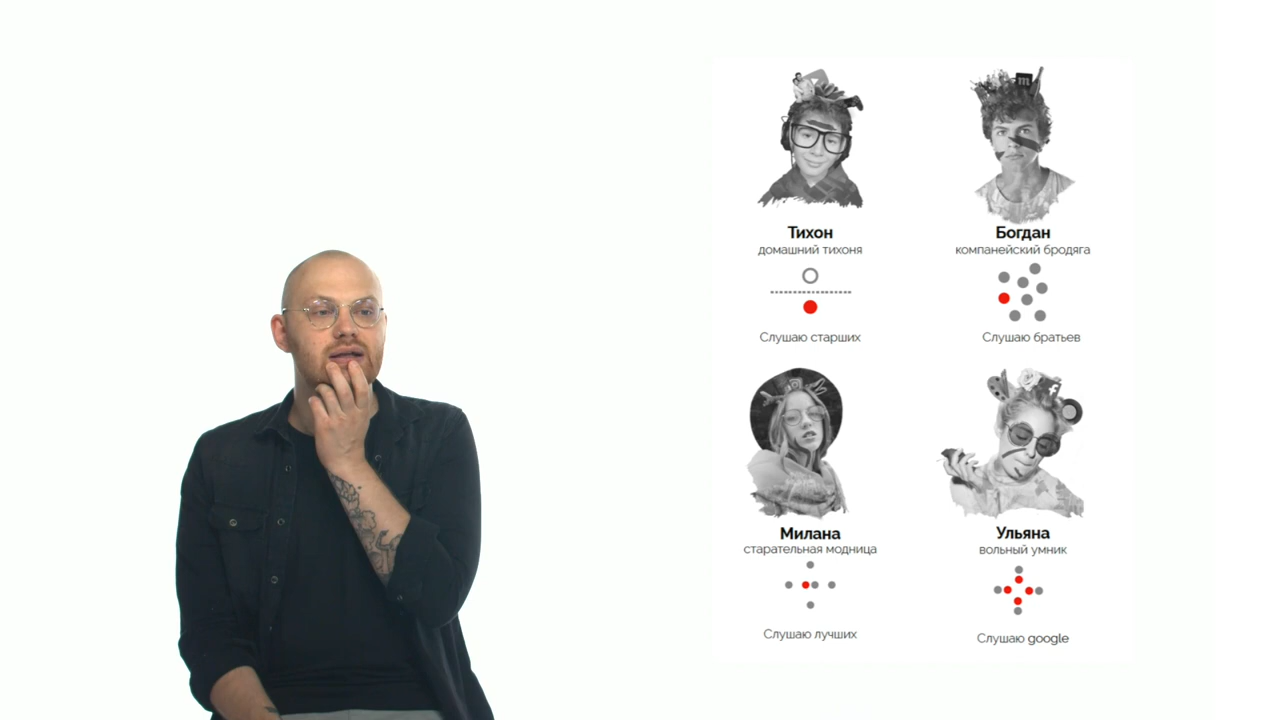 Тихон
домашний тихоня
Слушаю старших
Богдан
компанейский бродяга
Слушаю братьев
Милана
старательная модница
Слушаю лучших
Ульяна
вольный умник
Слушаю google